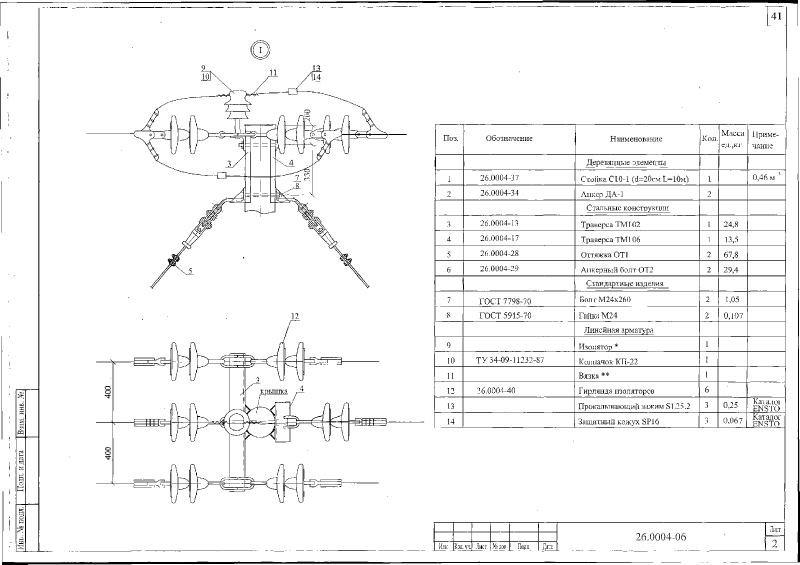 41
I
9
10
11
13
14
3
4
280
330
7
8
5
12
3
крышка
4
400
400
Поз. Обозначение Наименование Кол. Масса ед.,кг Приме-чание
Деревянные элементы
1 26.0004-37 Стойка С10-1 (d=20см L=10м) 1 0,46 м³
2 26.0004-34 Анкер ДА-1 2
Стальные конструкции
3 26.0004-13 Траверса ТМ102 1 24,8
4 26.0004-17 Траверса ТМ106 1 13,5
5 26.0004-28 Оттяжка ОТ1 2 67,8
6 26.0004-29 Анкерный болт ОТ2 2 29,4
Стандартные изделия
7 ГОСТ 7798-70 Болт М24х260 2 1,05
8 ГОСТ 5915-70 Гайка М24 2 0,107
Линейная арматура
9 Изолятор * 1
10 ТУ 34-09-11232-87 Колпачок КП-22 1
11 Вязка ** 1
12 36.0004-40 Гирлянда изоляторов 6
13 Прокалывающий зажим SL25.2 3 0,25 Каталог ENSTO
14 Защитный кожух SP16 3 0,067 Каталог ENSTO
Взам. инв. №
Подп. и дата
Инв. № подл.
Изм Кол.уч. Лист № док Подп. Дата
26.0004-06
Лист
2